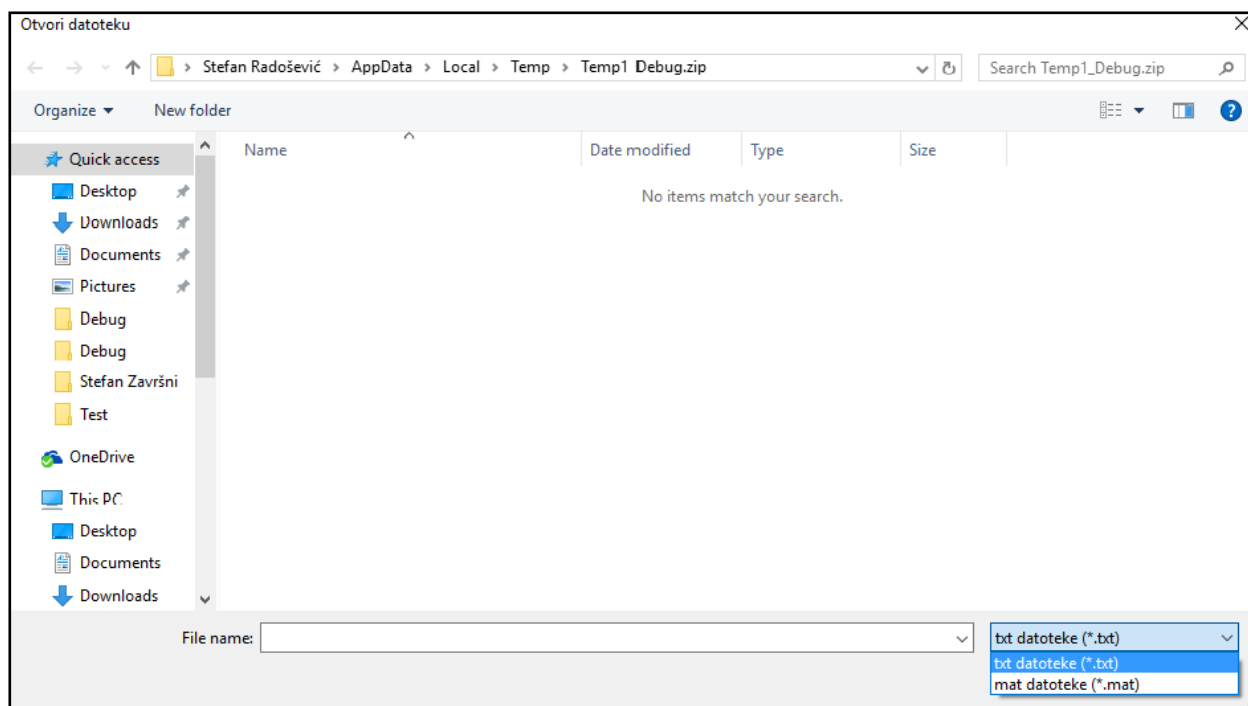 Otvori datoteku
Stefan Radošević > AppData > Local > Temp > Temp1 Debug.zip
Search Temp1_Debug.zip
Organize New folder
Name Date modified Type Size
No items match your search.
Quick access
Desktop
Downloads
Documents
Pictures
Debug
Debug
Stefan Završni
Test
OneDrive
This PC
Desktop
Documents
Downloads
File name:
txt datoteke (*.txt)
txt datoteke (*.txt)
mat datoteke (*.mat)